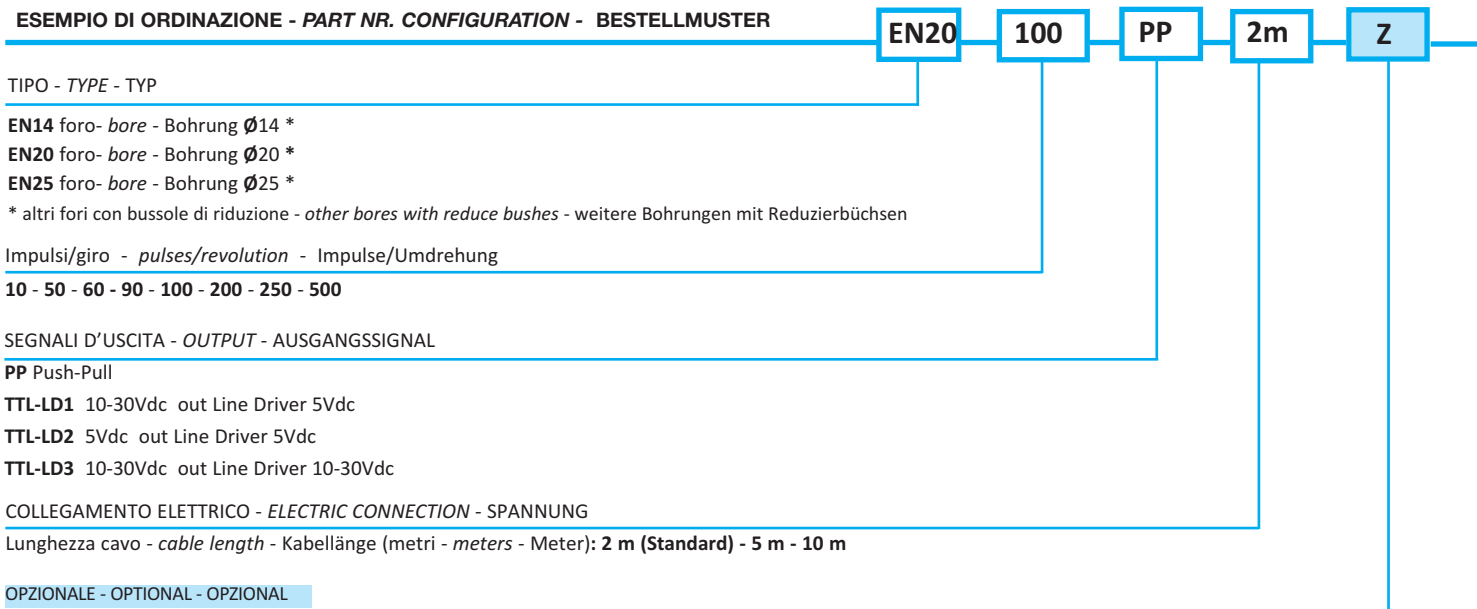 ESEMPIO DI ORDINAZIONE - PART NR. CONFIGURATION - BESTELLMUSTER
EN20 100 PP 2m Z
TIPO - TYPE - TYP
EN14 foro- bore - Bohrung Ø14 *
EN20 foro- bore - Bohrung Ø20 *
EN25 foro- bore - Bohrung Ø25 *
* altri fori con bussole di riduzione - other bores with reduce bushes - weitere Bohrungen mit Reduzierbüchsen
Impulsi/giro - pulses/revolution - Impulse/Umdrehung
10 - 50 - 60 - 90 - 100 - 200 - 250 - 500
SEGNALI D'USCITA - OUTPUT - AUSGANGSSIGNAL
PP Push-Pull
TTL-LD1 10-30Vdc out Line Driver 5Vdc
TTL-LD2 5Vdc out Line Driver 5Vdc
TTL-LD3 10-30Vdc out Line Driver 10-30Vdc
COLLEGAMENTO ELETTRICO - ELECTRIC CONNECTION - SPANNUNG
Lunghezza cavo - cable length - Kabellänge (metri - meters - Meter): 2 m (Standard) - 5 m - 10 m
OPZIONALE - OPTIONAL - OPZIONAL